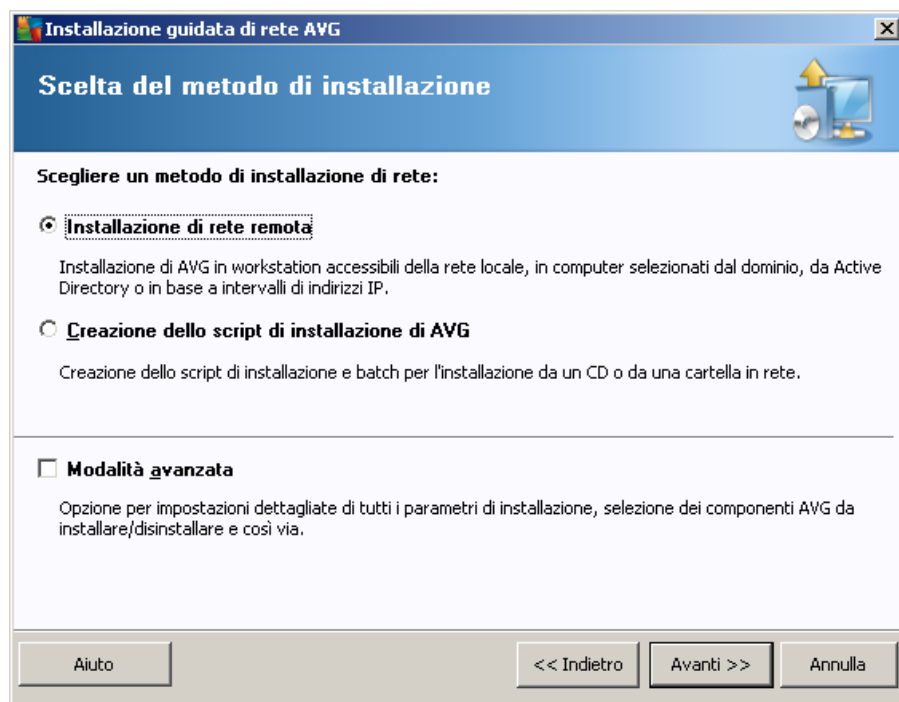 Installazione guidata di rete AVG
Scelta del metodo di installazione
Scegliere un metodo di installazione di rete:
Installazione di rete remota
Installazione di AVG in workstation accessibili della rete locale, in computer selezionati dal dominio, da Active
Directory o in base a intervalli di indirizzi IP.
Creazione dello script di installazione di AVG
Creazione dello script di installazione e batch per l'installazione da un CD o da una cartella in rete.
Modalità avanzata
Opzione per impostazioni dettagliate di tutti i parametri di installazione, selezione dei componenti AVG da
installare/disinstallare e così via.
Aiuto
<< Indietro
Avanti >>
Annulla